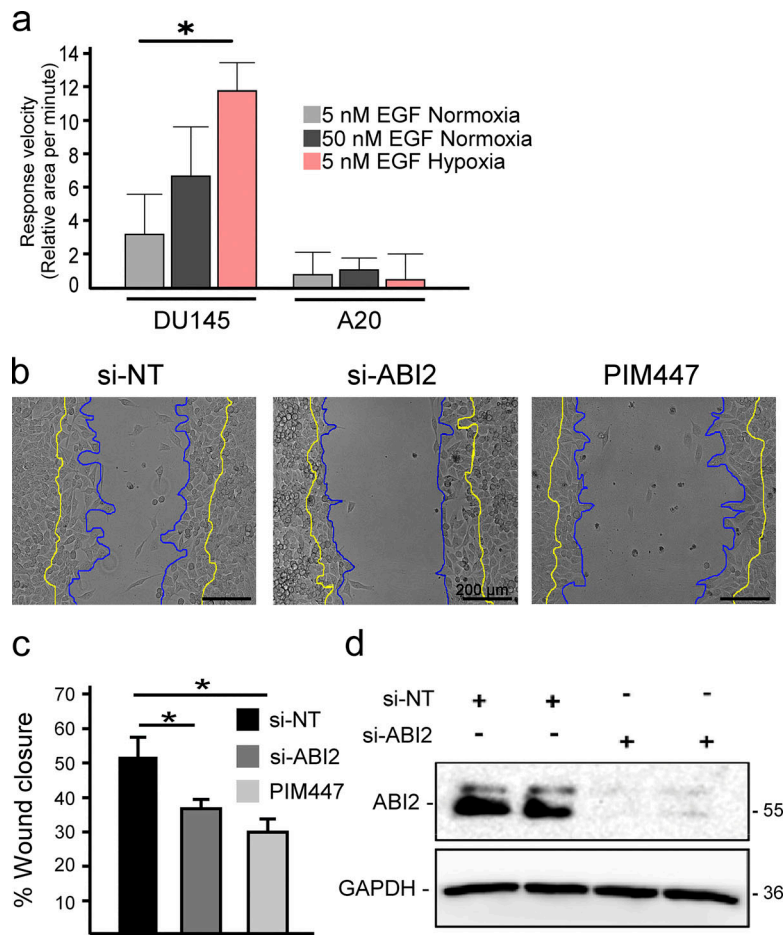 a
Response velocity
(Relative area per minute)
14
12
10
8
6
4
2
0
*
5 nM EGF Normoxia
50 nM EGF Normoxia
5 nM EGF Hypoxia
DU145
A20
b
si-NT
si-ABI2
PIM447
200 µm
c
% Wound closure
70
60
50
40
30
20
10
*
*
si-NT
si-ABI2
PIM447
d
si-NT + + - -
si-ABI2 - - + +
ABI2 -
- 55
GAPDH -
- 36